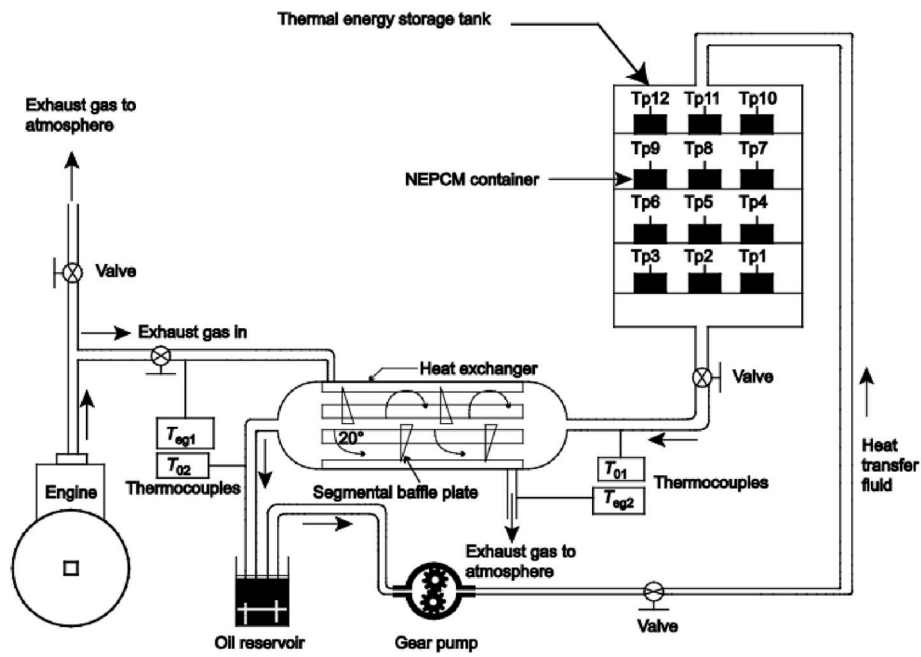 Thermal energy storage tank
Exhaust gas to
atmosphere
Tp12 Tp11 Tp10
Tp9 Tp8 Tp7
NEPCM container
Tp6 Tp5 Tp4
Tp3 Tp2 Tp1
Valve
Exhaust gas in
Heat exchanger
Valve
Teg1
20°
T02
Thermocouples
Segmental baffle plate
T01
Thermocouples
Teg2
Heat
transfer
fluid
Engine
Exhaust gas to
atmosphere
Oil reservoir
Gear pump
Valve